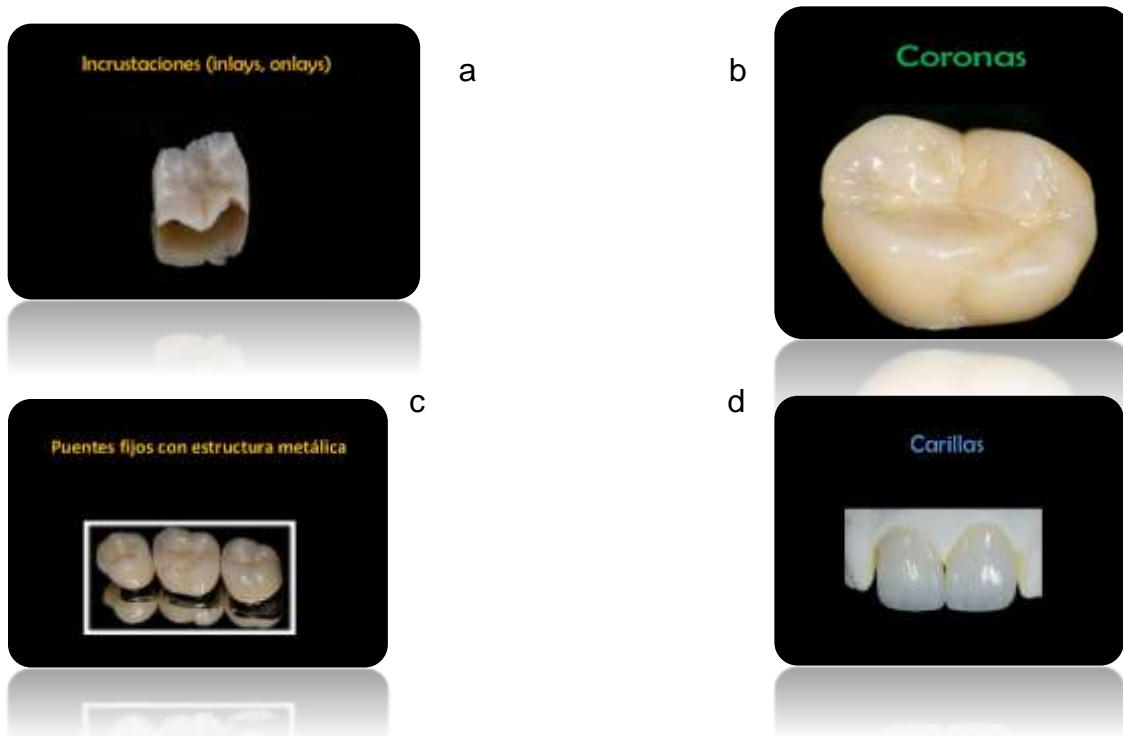 Incrustaciones (inlays, onlays)
a
b
Coronas
Puentes fijos con estructura metálica
c
d
Carillas